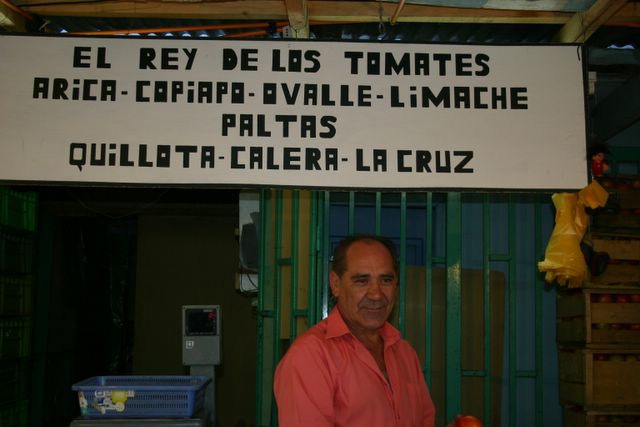 EL REY DE LOS TOMATES
ARiCA-COPiAPO-OVALLE-LiMACHE
PALTAS
QUiLLOTA-CALERA-LA CRUZ